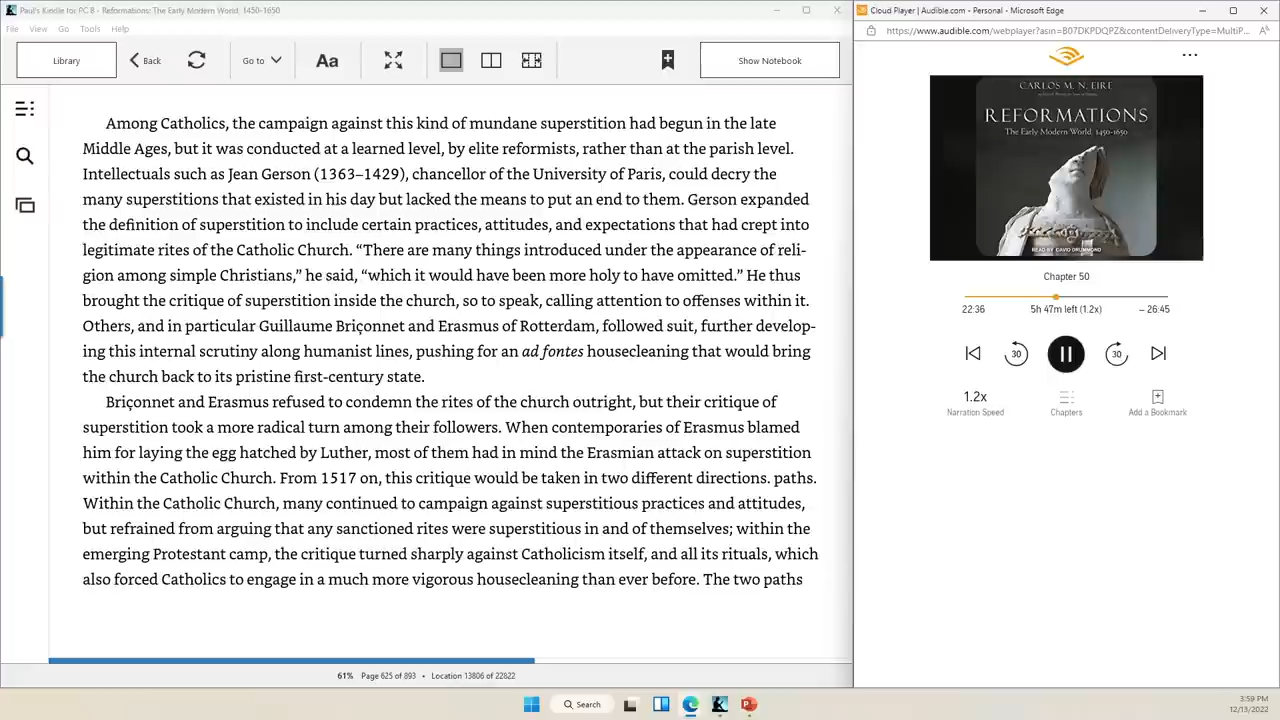 Paul's Kindle for PC 8 - Reformations: The Early Modern World, 1450-1650
File View Go Tools Help
Library
Back
Go to
Aa
Show Notebook
Among Catholics, the campaign against this kind of mundane superstition had begun in the late
Middle Ages, but it was conducted at a learned level, by elite reformists, rather than at the parish level.
Intellectuals such as Jean Gerson (1363–1429), chancellor of the University of Paris, could decry the
many superstitions that existed in his day but lacked the means to put an end to them. Gerson expanded
the definition of superstition to include certain practices, attitudes, and expectations that had crept into
legitimate rites of the Catholic Church. “There are many things introduced under the appearance of reli-
gion among simple Christians,” he said, “which it would have been more holy to have omitted.” He thus
brought the critique of superstition inside the church, so to speak, calling attention to offenses within it.
Others, and in particular Guillaume Briçonnet and Erasmus of Rotterdam, followed suit, further develop-
ing this internal scrutiny along humanist lines, pushing for an ad fontes housecleaning that would bring
the church back to its pristine first-century state.
Briçonnet and Erasmus refused to condemn the rites of the church outright, but their critique of
superstition took a more radical turn among their followers. When contemporaries of Erasmus blamed
him for laying the egg hatched by Luther, most of them had in mind the Erasmian attack on superstition
within the Catholic Church. From 1517 on, this critique would be taken in two different directions. paths.
Within the Catholic Church, many continued to campaign against superstitious practices and attitudes,
but refrained from arguing that any sanctioned rites were superstitious in and of themselves; within the
emerging Protestant camp, the critique turned sharply against Catholicism itself, and all its rituals, which
also forced Catholics to engage in a much more vigorous housecleaning than ever before. The two paths
61% Page 625 of 893 • Location 13806 of 22822
Cloud Player | Audible.com - Personal - Microsoft Edge
https://www.audible.com/webplayer?asin=B07DKPDQPZ&contentDeliveryType=MultiP...
CARLOS M. N. EIRE
REFORMATIONS
The Early Modern World, 1450-1650
READ BY DAVID DRUMMOND
Chapter 50
22:36 5h 47m left (1.2x) – 26:45
30 30
1.2x
Narration Speed Chapters Add a Bookmark
Search
3:59 PM
12/13/2022